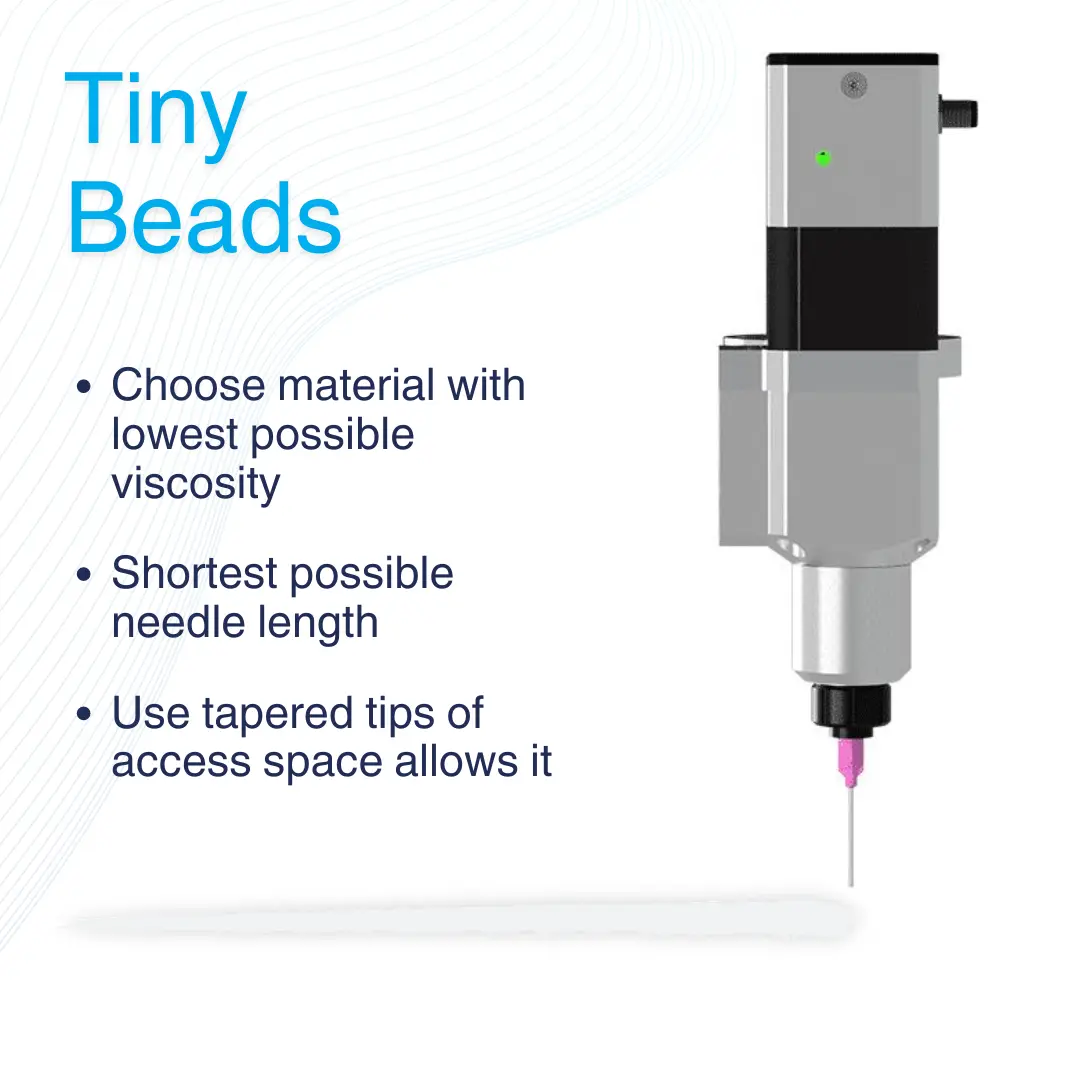 Tiny
Beads
• Choose material with
lowest possible
viscosity
• Shortest possible
needle length
• Use tapered tips of
access space allows it